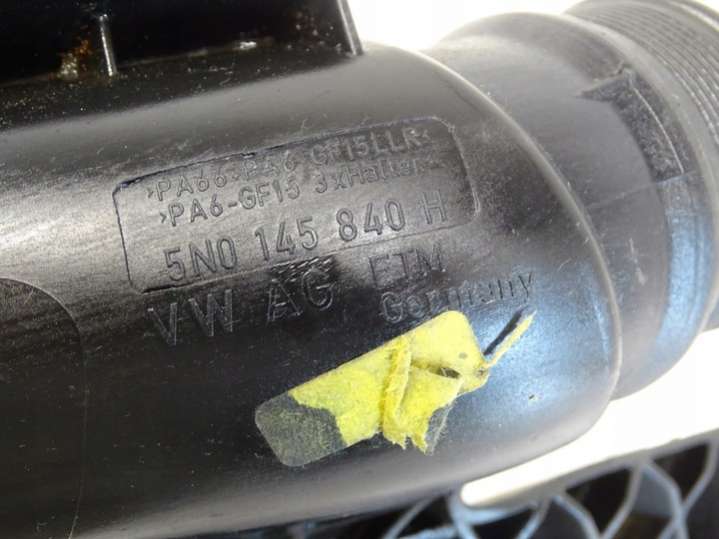 >PA66+PA6-GF15LLR<
>PA6-GF15 3xHalter<
5N0 145 840 H
VW AG ETM
Germany